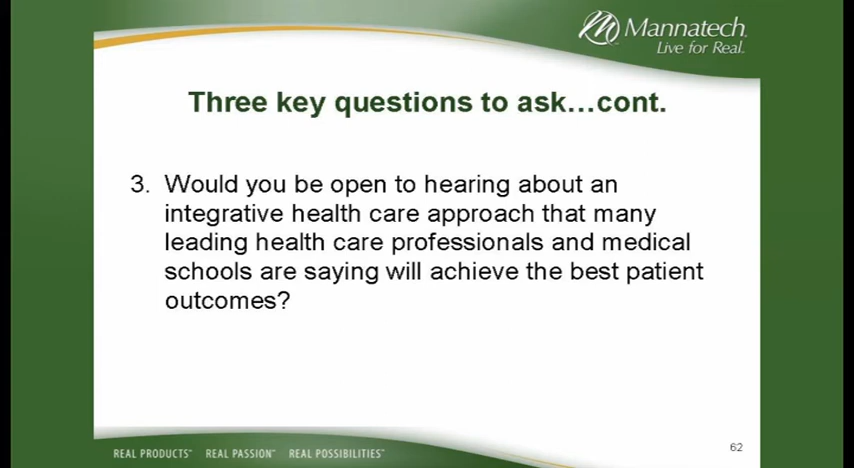 Mannatech
Live for Real.
Three key questions to ask…cont.
3. Would you be open to hearing about an
integrative health care approach that many
leading health care professionals and medical
schools are saying will achieve the best patient
outcomes?
REAL PRODUCTS™ REAL PASSION™ REAL POSSIBILITIES™
62